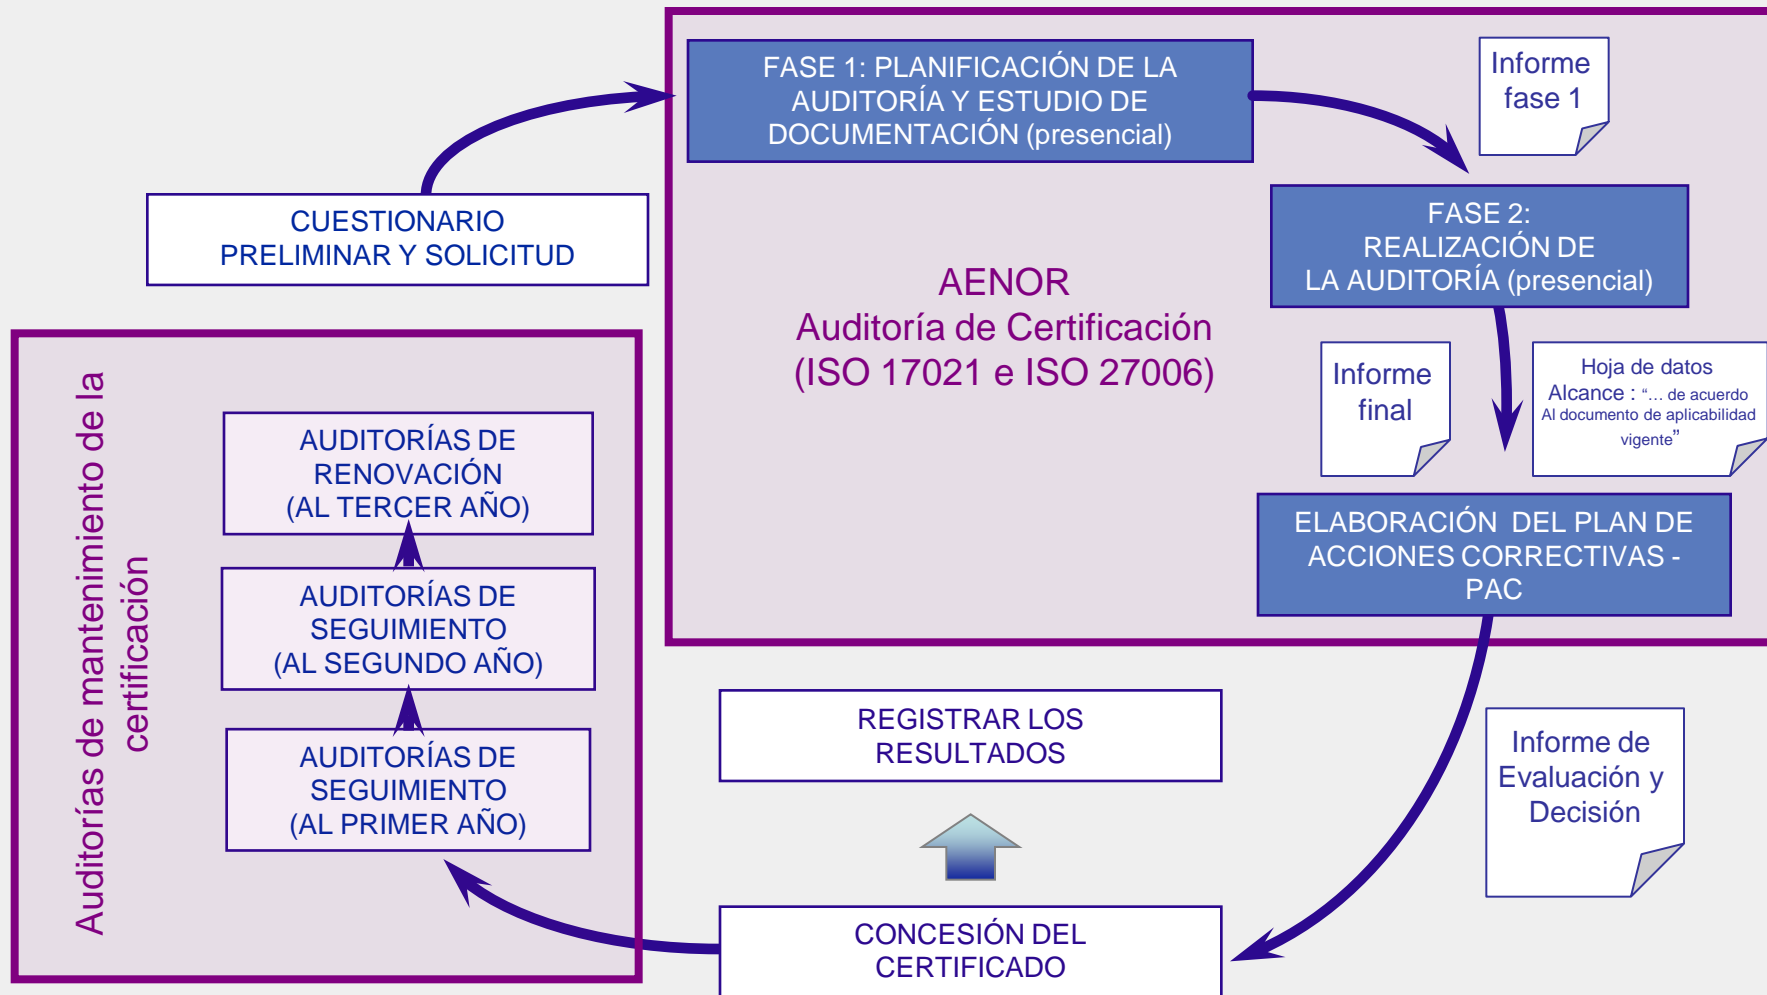 FASE 1: PLANIFICACIÓN DE LA
AUDITORÍA Y ESTUDIO DE
DOCUMENTACIÓN (presencial)
Informe
fase 1
CUESTIONARIO
PRELIMINAR Y SOLICITUD
FASE 2:
REALIZACIÓN DE
LA AUDITORÍA (presencial)
AENOR
Auditoría de Certificación
(ISO 17021 e ISO 27006)
Informe
final
Hoja de datos
Alcance : “... de acuerdo
Al documento de aplicabilidad
vigente”
ELABORACIÓN DEL PLAN DE
ACCIONES CORRECTIVAS -
PAC
Informe de
Evaluación y
Decisión
REGISTRAR LOS
RESULTADOS
CONCESIÓN DEL
CERTIFICADO
Auditorías de mantenimiento de la
certificación
AUDITORÍAS DE
RENOVACIÓN
(AL TERCER AÑO)
AUDITORÍAS DE
SEGUIMIENTO
(AL SEGUNDO AÑO)
AUDITORÍAS DE
SEGUIMIENTO
(AL PRIMER AÑO)